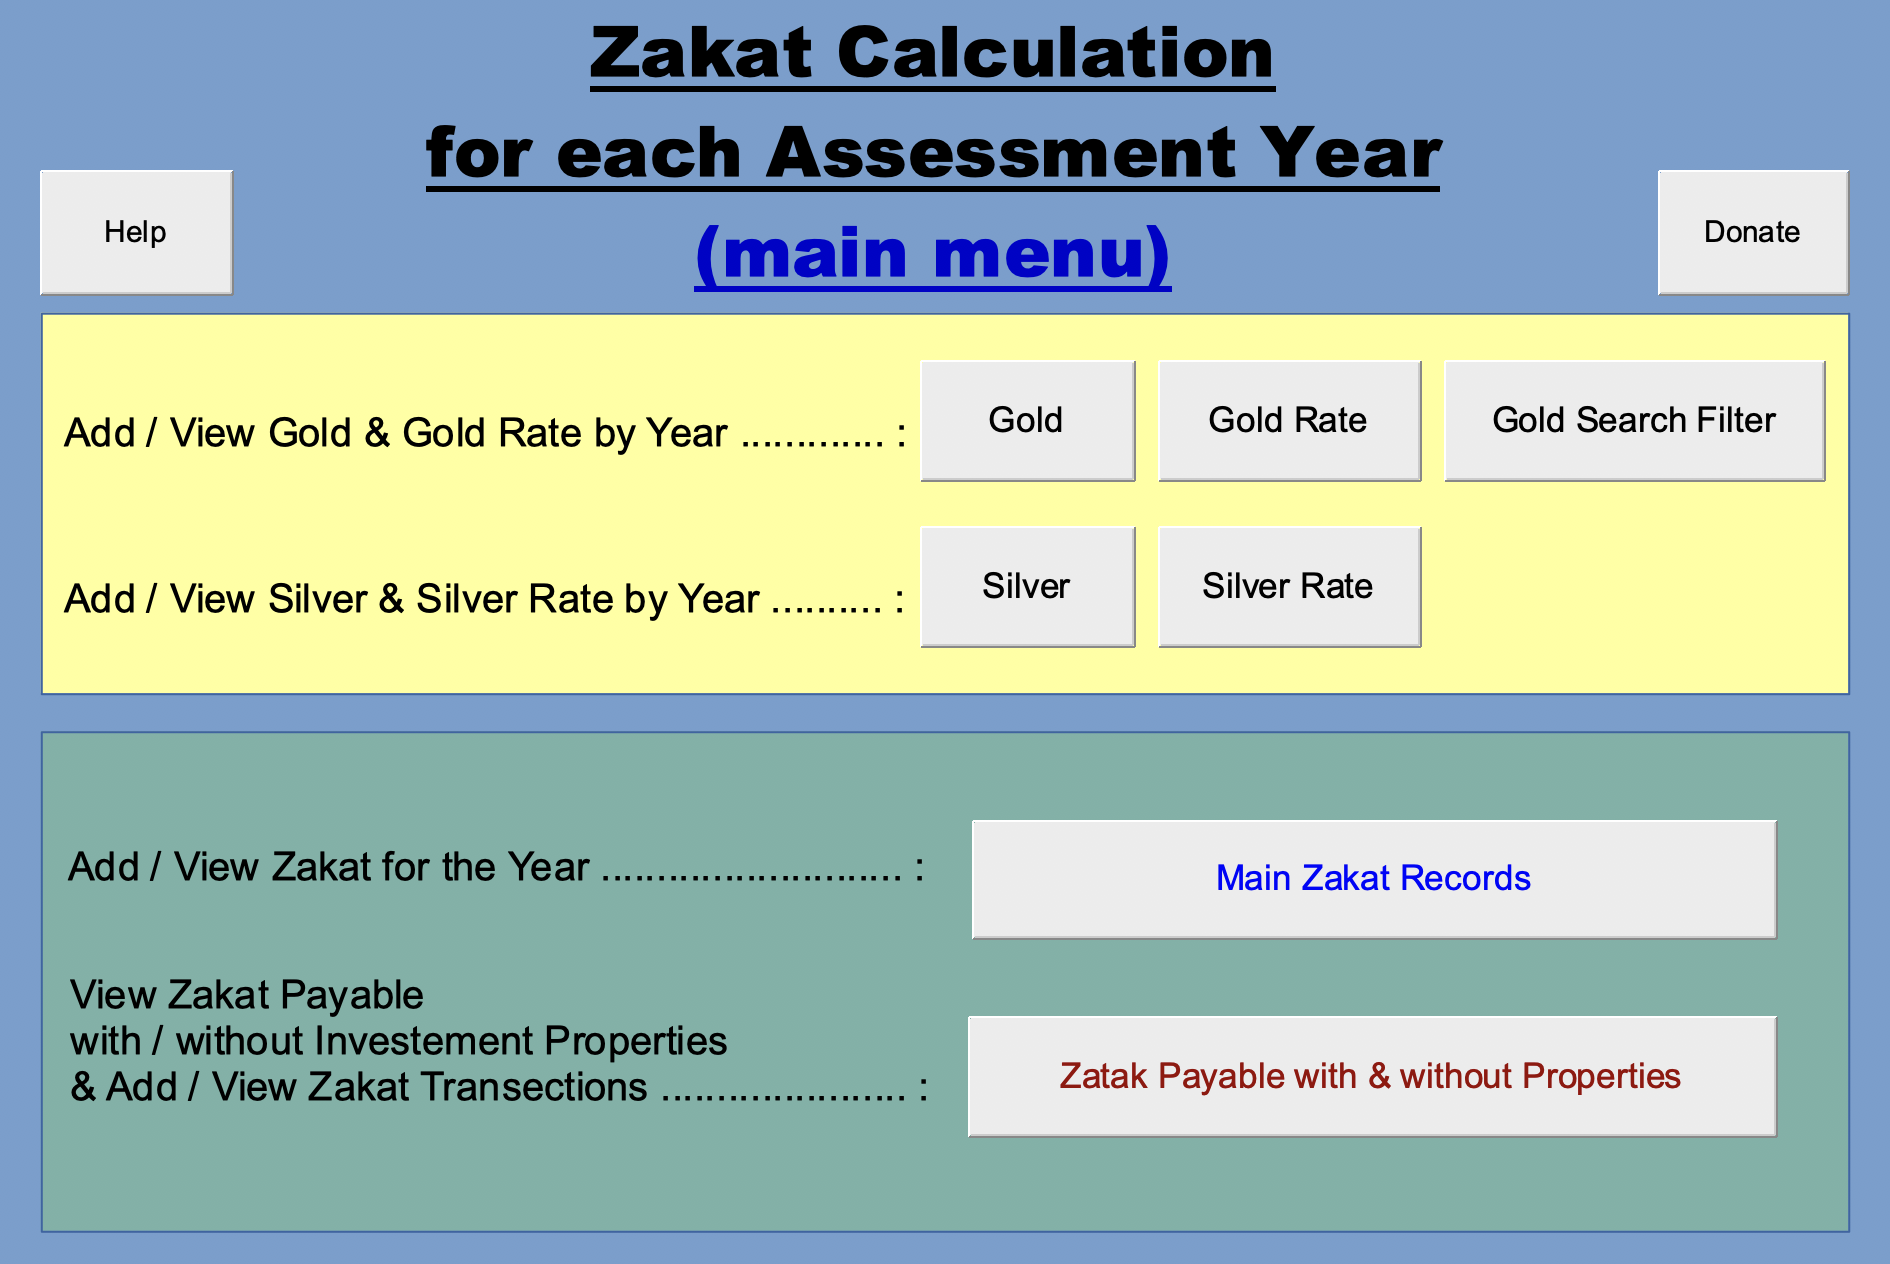 Zakat Calculation
for each Assessment Year
(main menu)
Help
Donate
Add / View Gold & Gold Rate by Year ............. :
Gold
Gold Rate
Gold Search Filter
Add / View Silver & Silver Rate by Year .......... :
Silver
Silver Rate
Add / View Zakat for the Year ........................... :
Main Zakat Records
View Zakat Payable
with / without Investement Properties
& Add / View Zakat Transections ...................... :
Zatak Payable with & without Properties